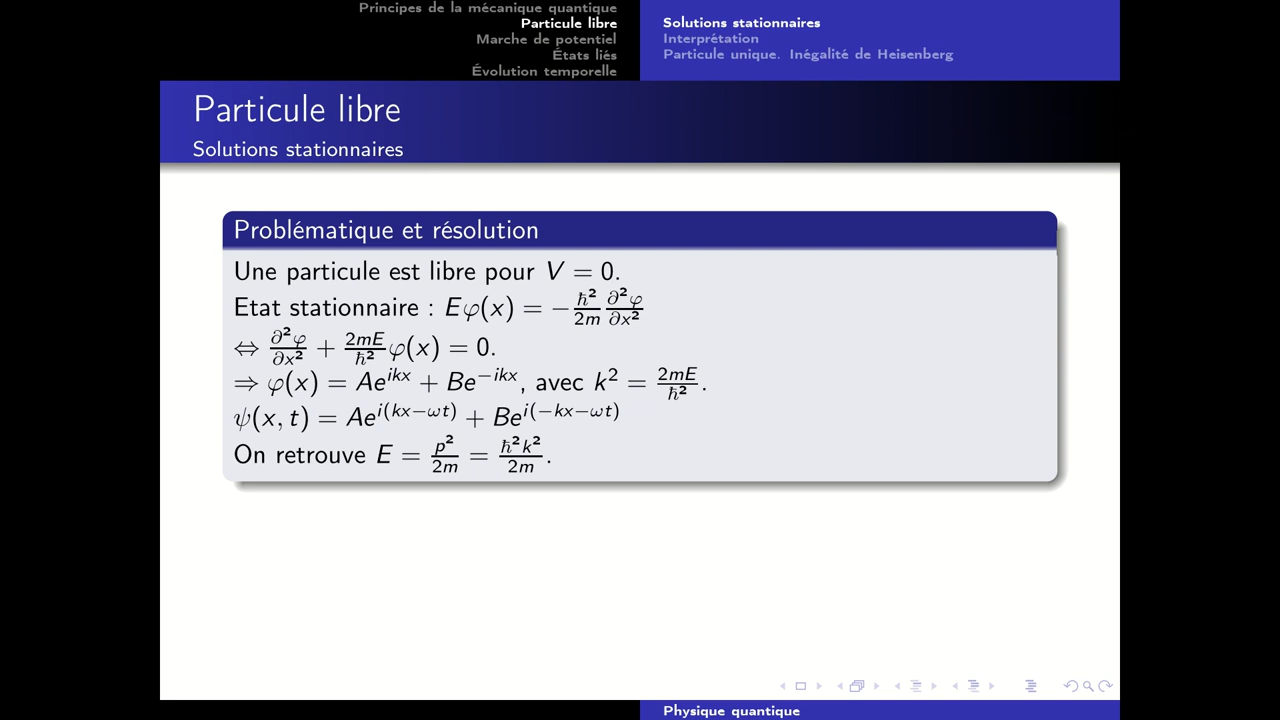 Principes de la mécanique quantique
Particule libre
Marche de potentiel
États liés
Évolution temporelle
Solutions stationnaires
Interprétation
Particule unique. Inégalité de Heisenberg
Particule libre
Solutions stationnaires
Problématique et résolution
Une particule est libre pour V = 0.
Etat stationnaire : Eφ(x) = −ħ²/2m ∂²φ/∂x²
⇔ ∂²φ/∂x² + 2mE/ħ² φ(x) = 0.
⇒ φ(x) = Ae^{ikx} + Be^{−ikx}, avec k² = 2mE/ħ².
ψ(x, t) = Ae^{i(kx−ωt)} + Be^{i(−kx−ωt)}
On retrouve E = p²/2m = ħ²k²/2m.
Physique quantique